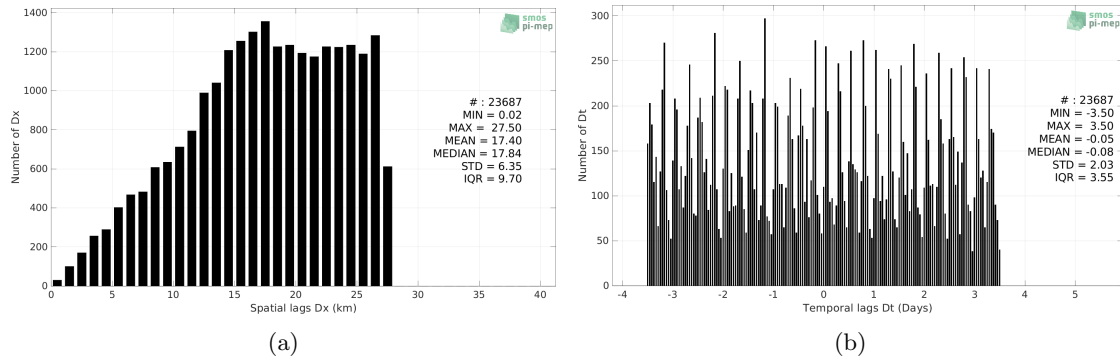 1400
1200
1000
800
600
400
200
0
Number of Dx
0 5 10 15 20 25 30 35 40
Spatial lags Dx (km)
smos
pi-mep
# : 23687
MIN = 0.02
MAX = 27.50
MEAN = 17.40
MEDIAN = 17.84
STD = 6.35
IQR = 9.70
(a)
300
250
200
150
100
50
0
Number of Dt
-4 -3 -2 -1 0 1 2 3 4 5
Temporal lags Dt (Days)
smos
pi-mep
# : 23687
MIN = -3.50
MAX = 3.50
MEAN = -0.05
MEDIAN = -0.08
STD = 2.03
IQR = 3.55
(b)